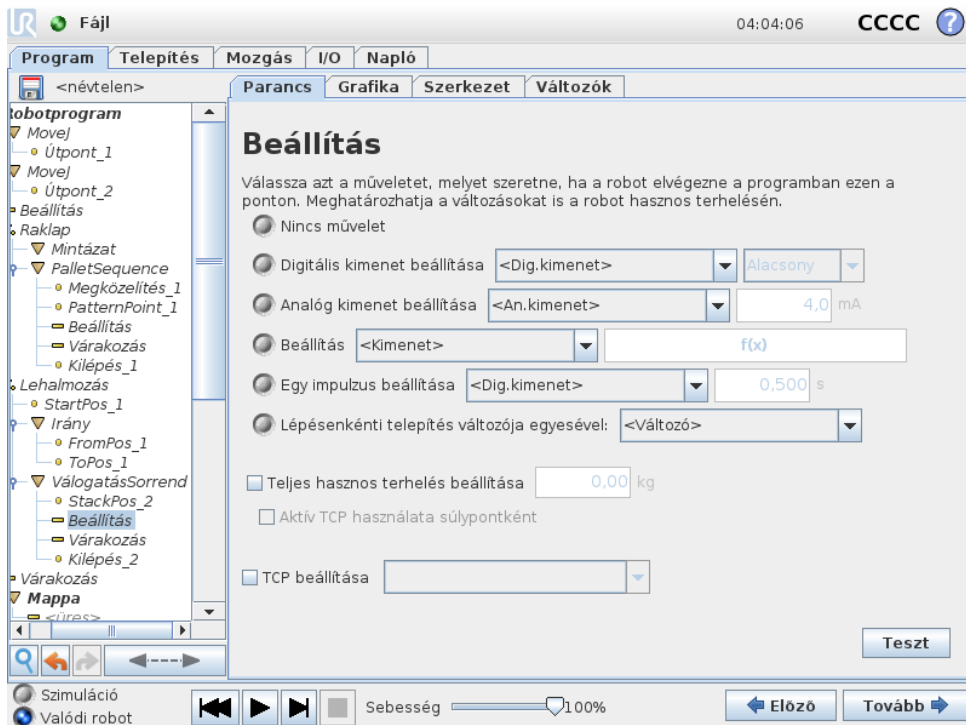 Fájl
04:04:06
CCCC
?
Program Telepítés Mozgás I/O Napló
<névtelen>
Parancs Grafika Szerkezet Változók
Robotprogram
MoveJ
Útpont_1
MoveJ
Útpont_2
Beállítás
Raklap
Mintázat
PalletSequence
Megközelítés_1
PatternPoint_1
Beállítás
Várakozás
Kilépés_1
Lehalmozás
StartPos_1
Irány
FromPos_1
ToPos_1
VálogatásSorrend
StackPos_2
Beállítás
Várakozás
Kilépés_2
Várakozás
Mappa
<üres>
Beállítás
Válassza azt a műveletet, melyet szeretne, ha a robot elvégezne a programban ezen a
ponton. Meghatározhatja a változásokat is a robot hasznos terhelésén.
Nincs művelet
Digitális kimenet beállítása <Dig.kimenet> Alacsony
Analóg kimenet beállítása <An.kimenet> 4,0 mA
Beállítás <Kimenet> f(x)
Egy impulzus beállítása <Dig.kimenet> 0,500 s
Lépésenkénti telepítés változója egyesével: <Változó>
Teljes hasznos terhelés beállítása 0,00 kg
Aktív TCP használata súlypontként
TCP beállítása
Teszt
Szimuláció
Valódi robot
Sebesség 100%
Előző Tovább